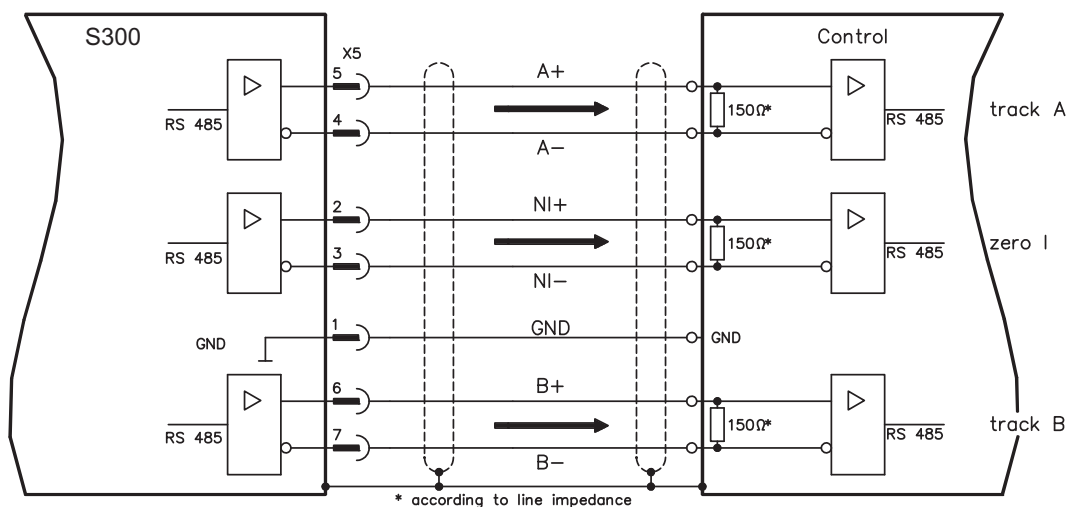 S300
Control
X5
5
A+
150Ω*
RS 485
RS 485
track A
4
A-
2
NI+
150Ω*
RS 485
RS 485
zero I
3
NI-
1
GND
GND
GND
6
B+
150Ω*
RS 485
RS 485
track B
7
B-
* according to line impedance